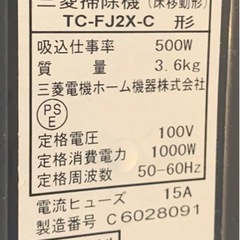 三菱掃除機（床移動形）
TC-FJ2X-C 形
吸込仕事率 500W
質量 3.6kg
三菱電機ホーム機器株式会社
PS
E
定格電圧 100V
定格消費電力 1000W
定格周波数 50-60Hz
電流ヒューズ 15A
製造番号 C6028091